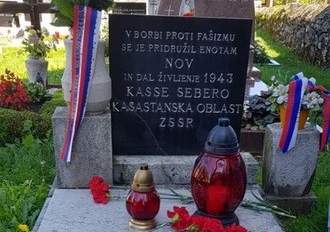 V BORBI PROTI FAŠIZMU
SE JE PRIDRUŽIL ENOTAM
NOV
IN DAL ŽIVLJENJE 1943
KASSE SEBERO
KASASTANSKA OBLAST
ZSSR